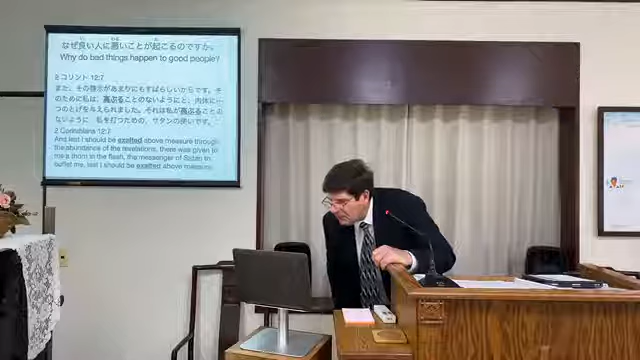 なぜ良い人に悪いことが起こるのですか。
Why do bad things happen to good people?
2 コリント 12:7
また、その啓示があまりにもすばらしいからです。そ
のために私は、高ぶることのないようにと、肉体に一
つのとげを与えられました。それは私が高ぶることの
ないように 私を打つための、サタンの使いです。
2 Corinthians 12:7
And lest I should be exalted above measure through
the abundance of the revelations, there was given to
me a thorn in the flesh, the messenger of Satan to
buffet me, lest I should be exalted above measure.